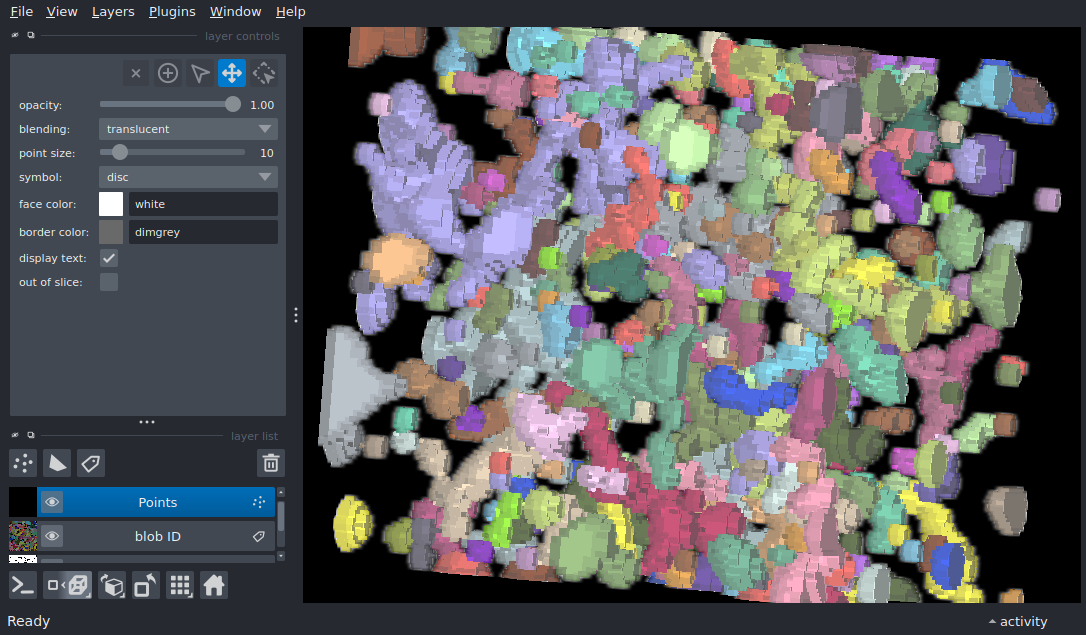 File View Layers Plugins Window Help
layer controls
opacity: 1.00
blending: translucent
point size: 10
symbol: disc
face color: white
border color: dimgrey
display text:
out of slice:
layer list
Points
blob ID
Ready
activity